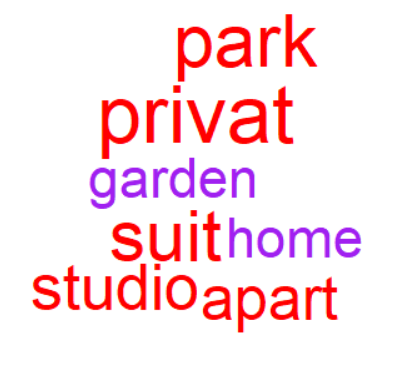 park
privat
garden
suit home
studio apart